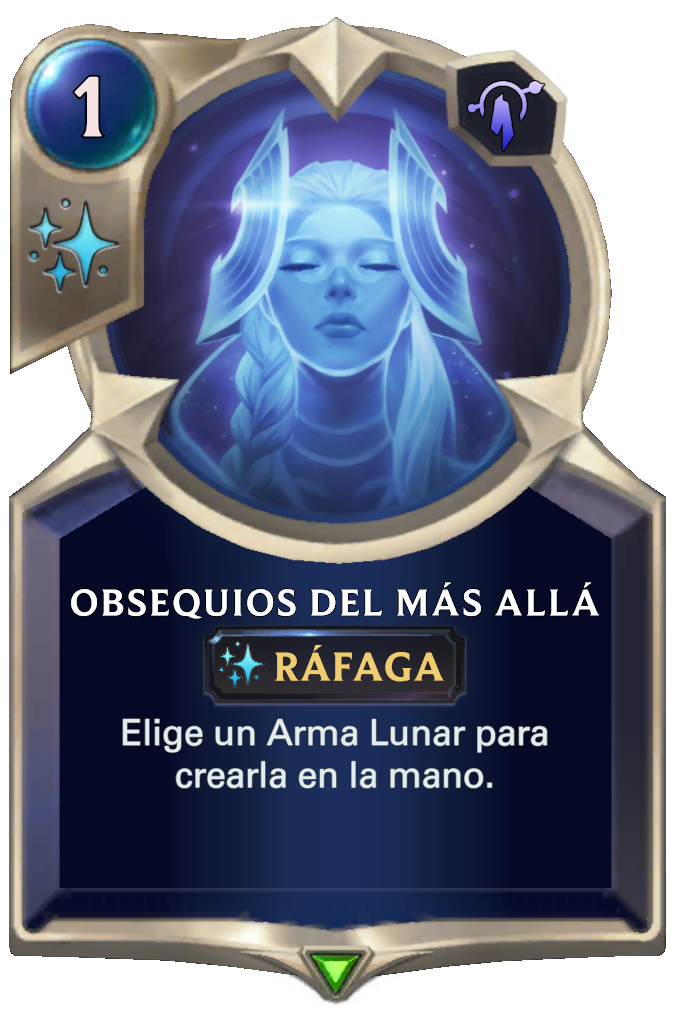 1
OBSEQUIOS DEL MÁS ALLÁ
RÁFAGA
Elige un Arma Lunar para
crearla en la mano.